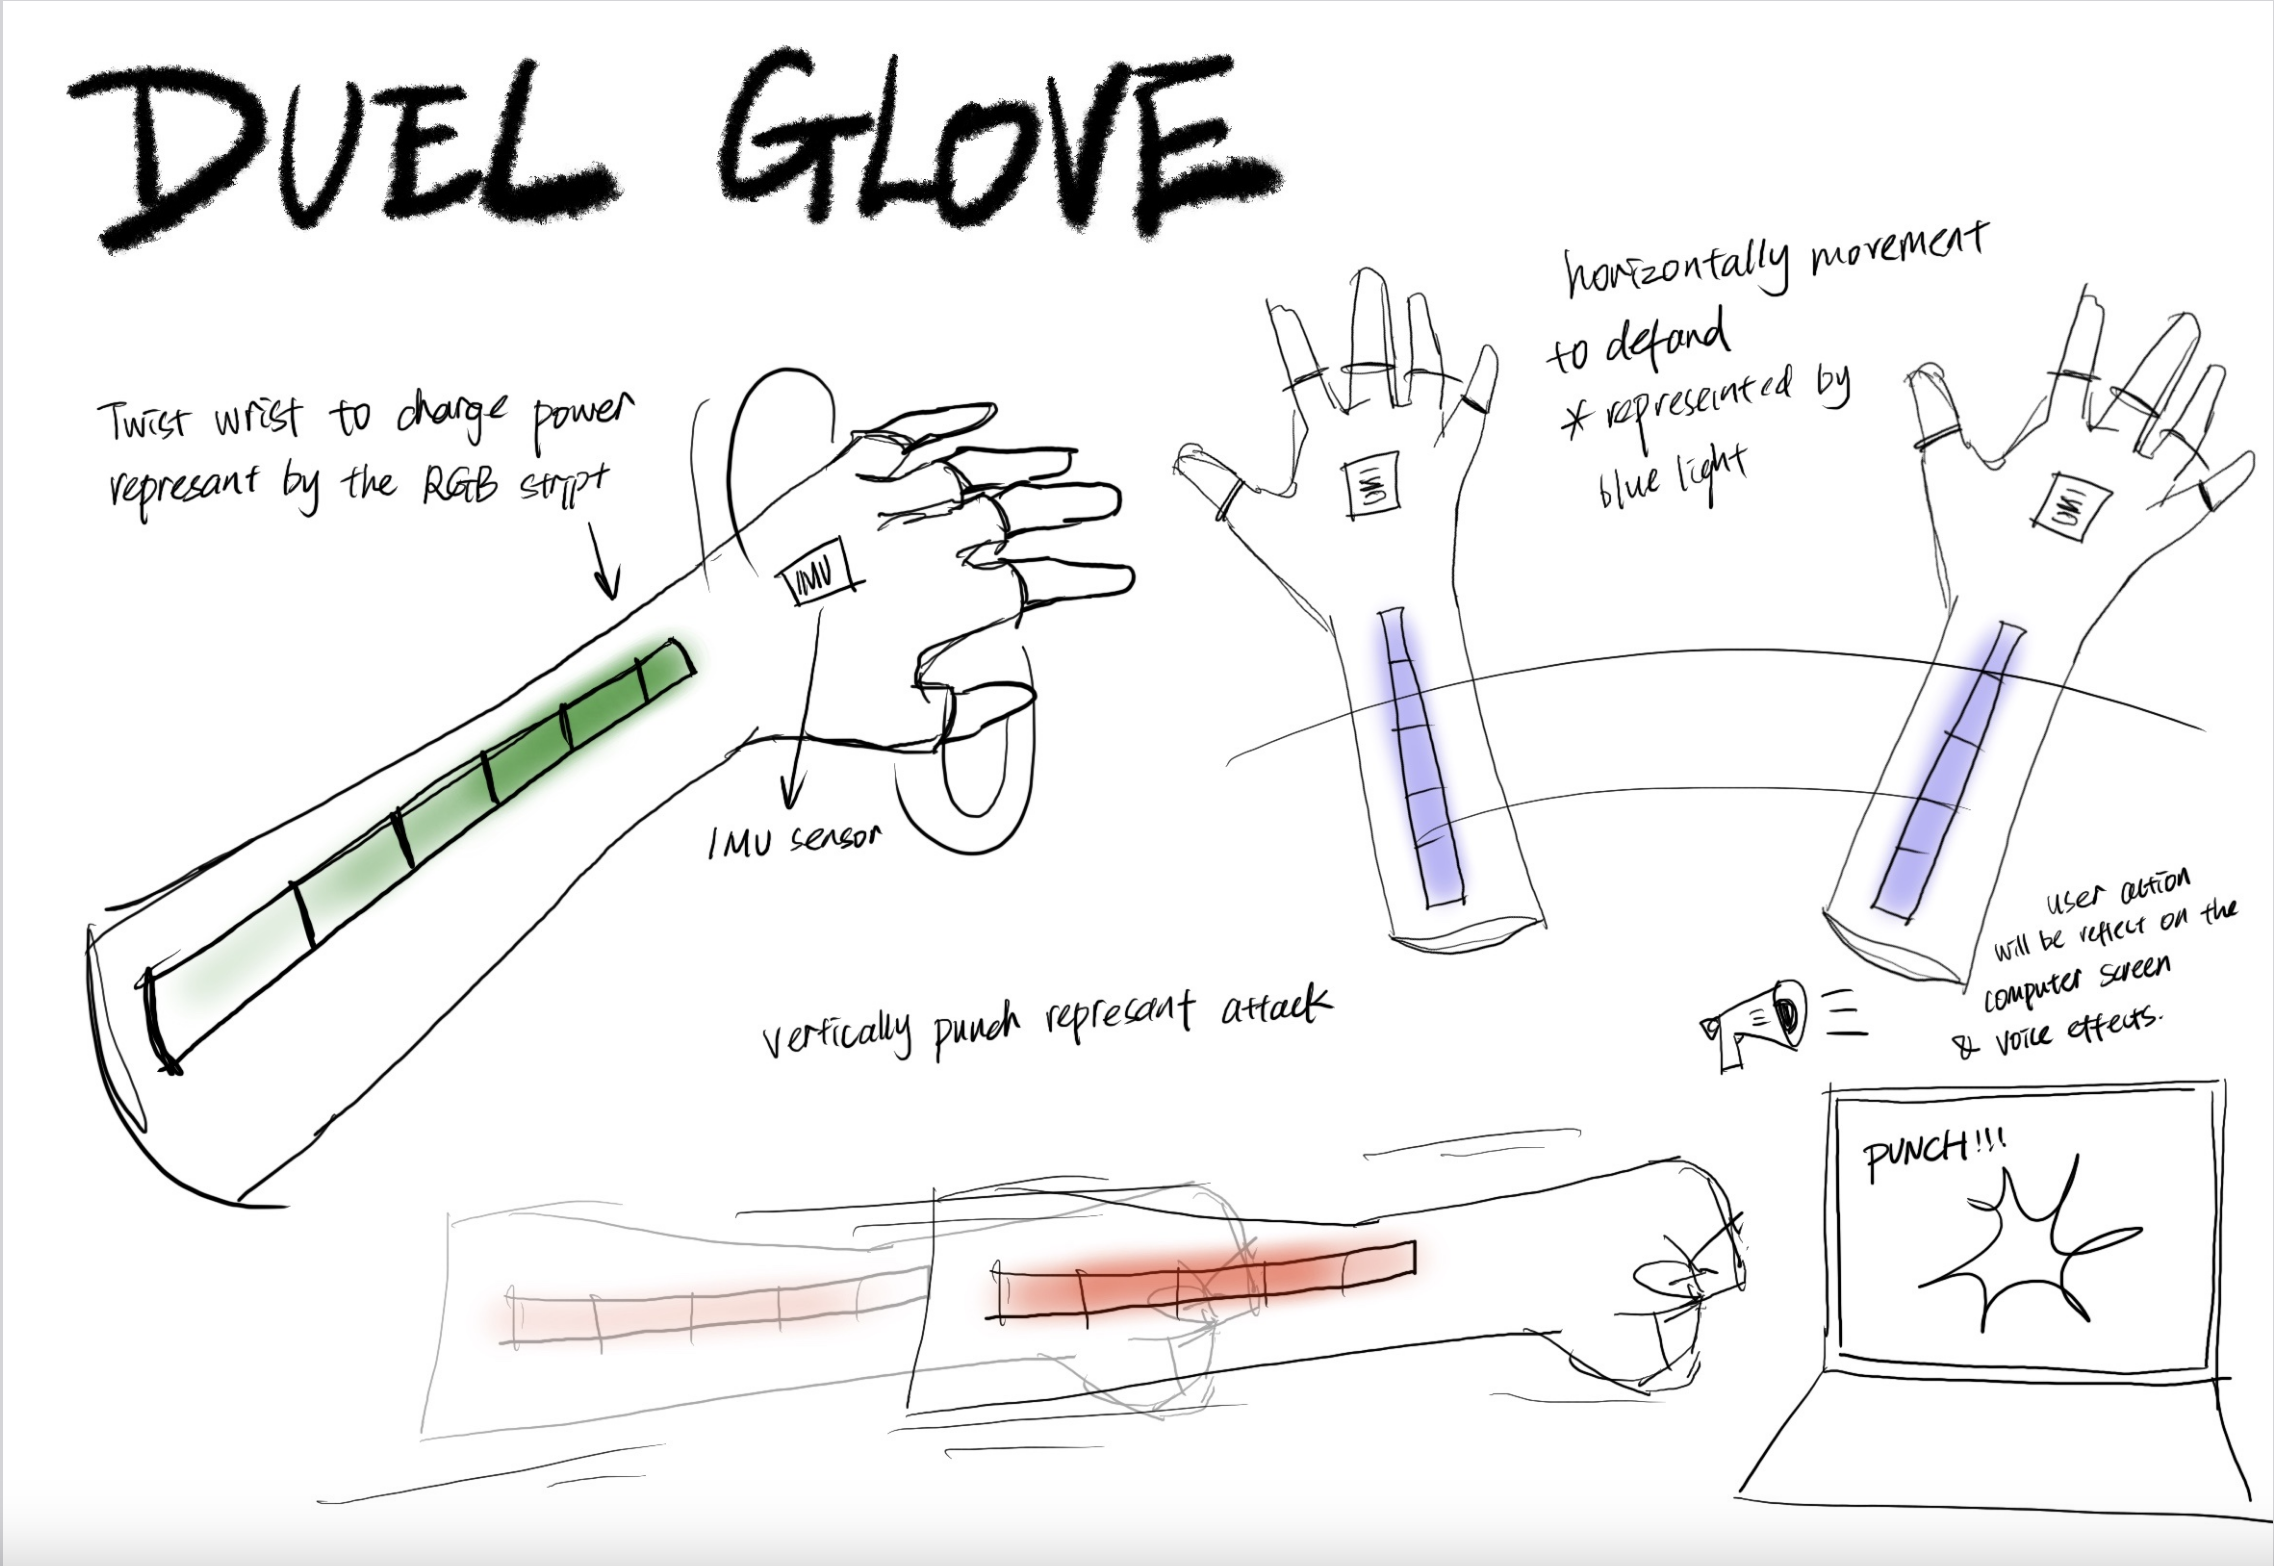 DUEL GLOVE
Twist wrist to charge power
represant by the RGB stript
IMU
IMU sensor
horizontally movement
to defand
* represeinted by
blue light
IMU
IMU
vertically punch represant attack
user action
will be reflect on the
computer screen
& voice effects.
PUNCH!!!